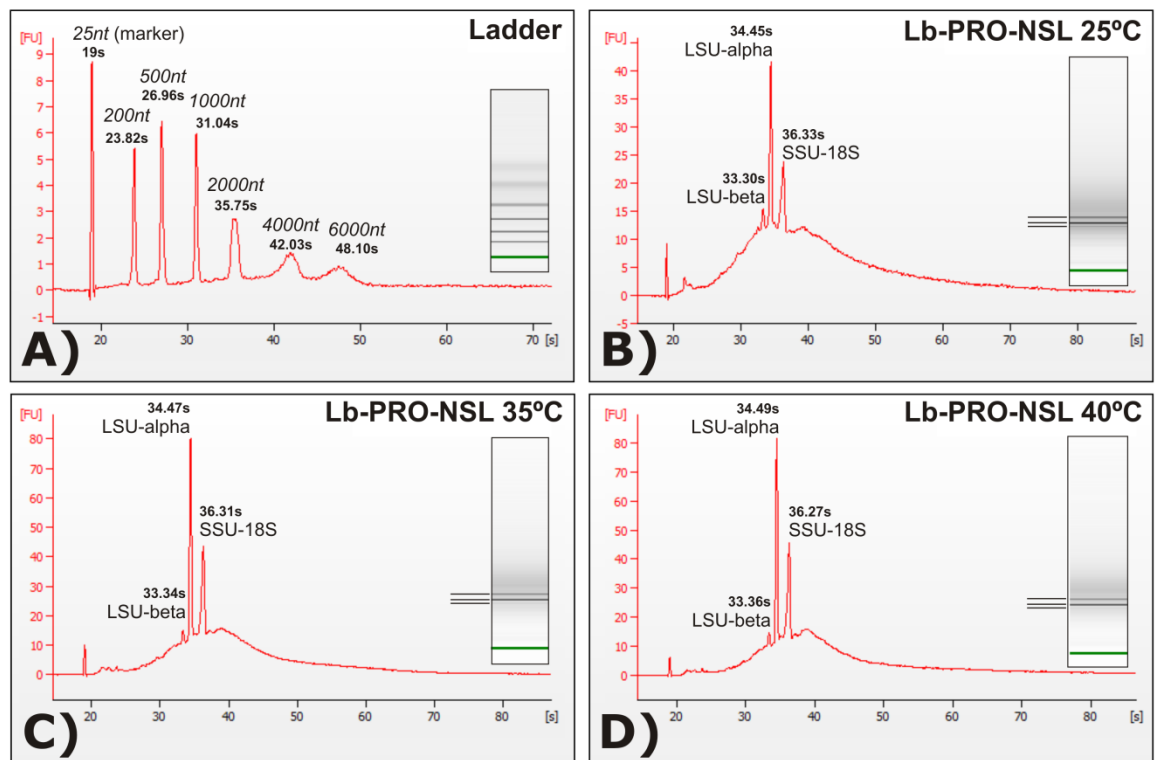 Ladder
[FU]
25nt (marker)
19s
500nt
26.96s
1000nt
31.04s
200nt
23.82s
2000nt
35.75s
4000nt
42.03s
6000nt
48.10s
9
8
7
6
5
4
3
2
1
0
-1
20 30 40 50 60 70 [s]
A)
Lb-PRO-NSL 25ºC
[FU]
34.45s
LSU-alpha
36.33s
SSU-18S
33.30s
LSU-beta
40
35
30
25
20
15
10
5
0
-5
20 30 40 50 60 70 80 [s]
B)
Lb-PRO-NSL 35ºC
[FU]
34.47s
LSU-alpha
36.31s
SSU-18S
33.34s
LSU-beta
80
70
60
50
40
30
20
10
0
20 30 40 50 60 70 80 [s]
C)
Lb-PRO-NSL 40ºC
[FU]
34.49s
LSU-alpha
36.27s
SSU-18S
33.36s
LSU-beta
80
70
60
50
40
30
20
10
0
20 30 40 50 60 70 80 [s]
D)